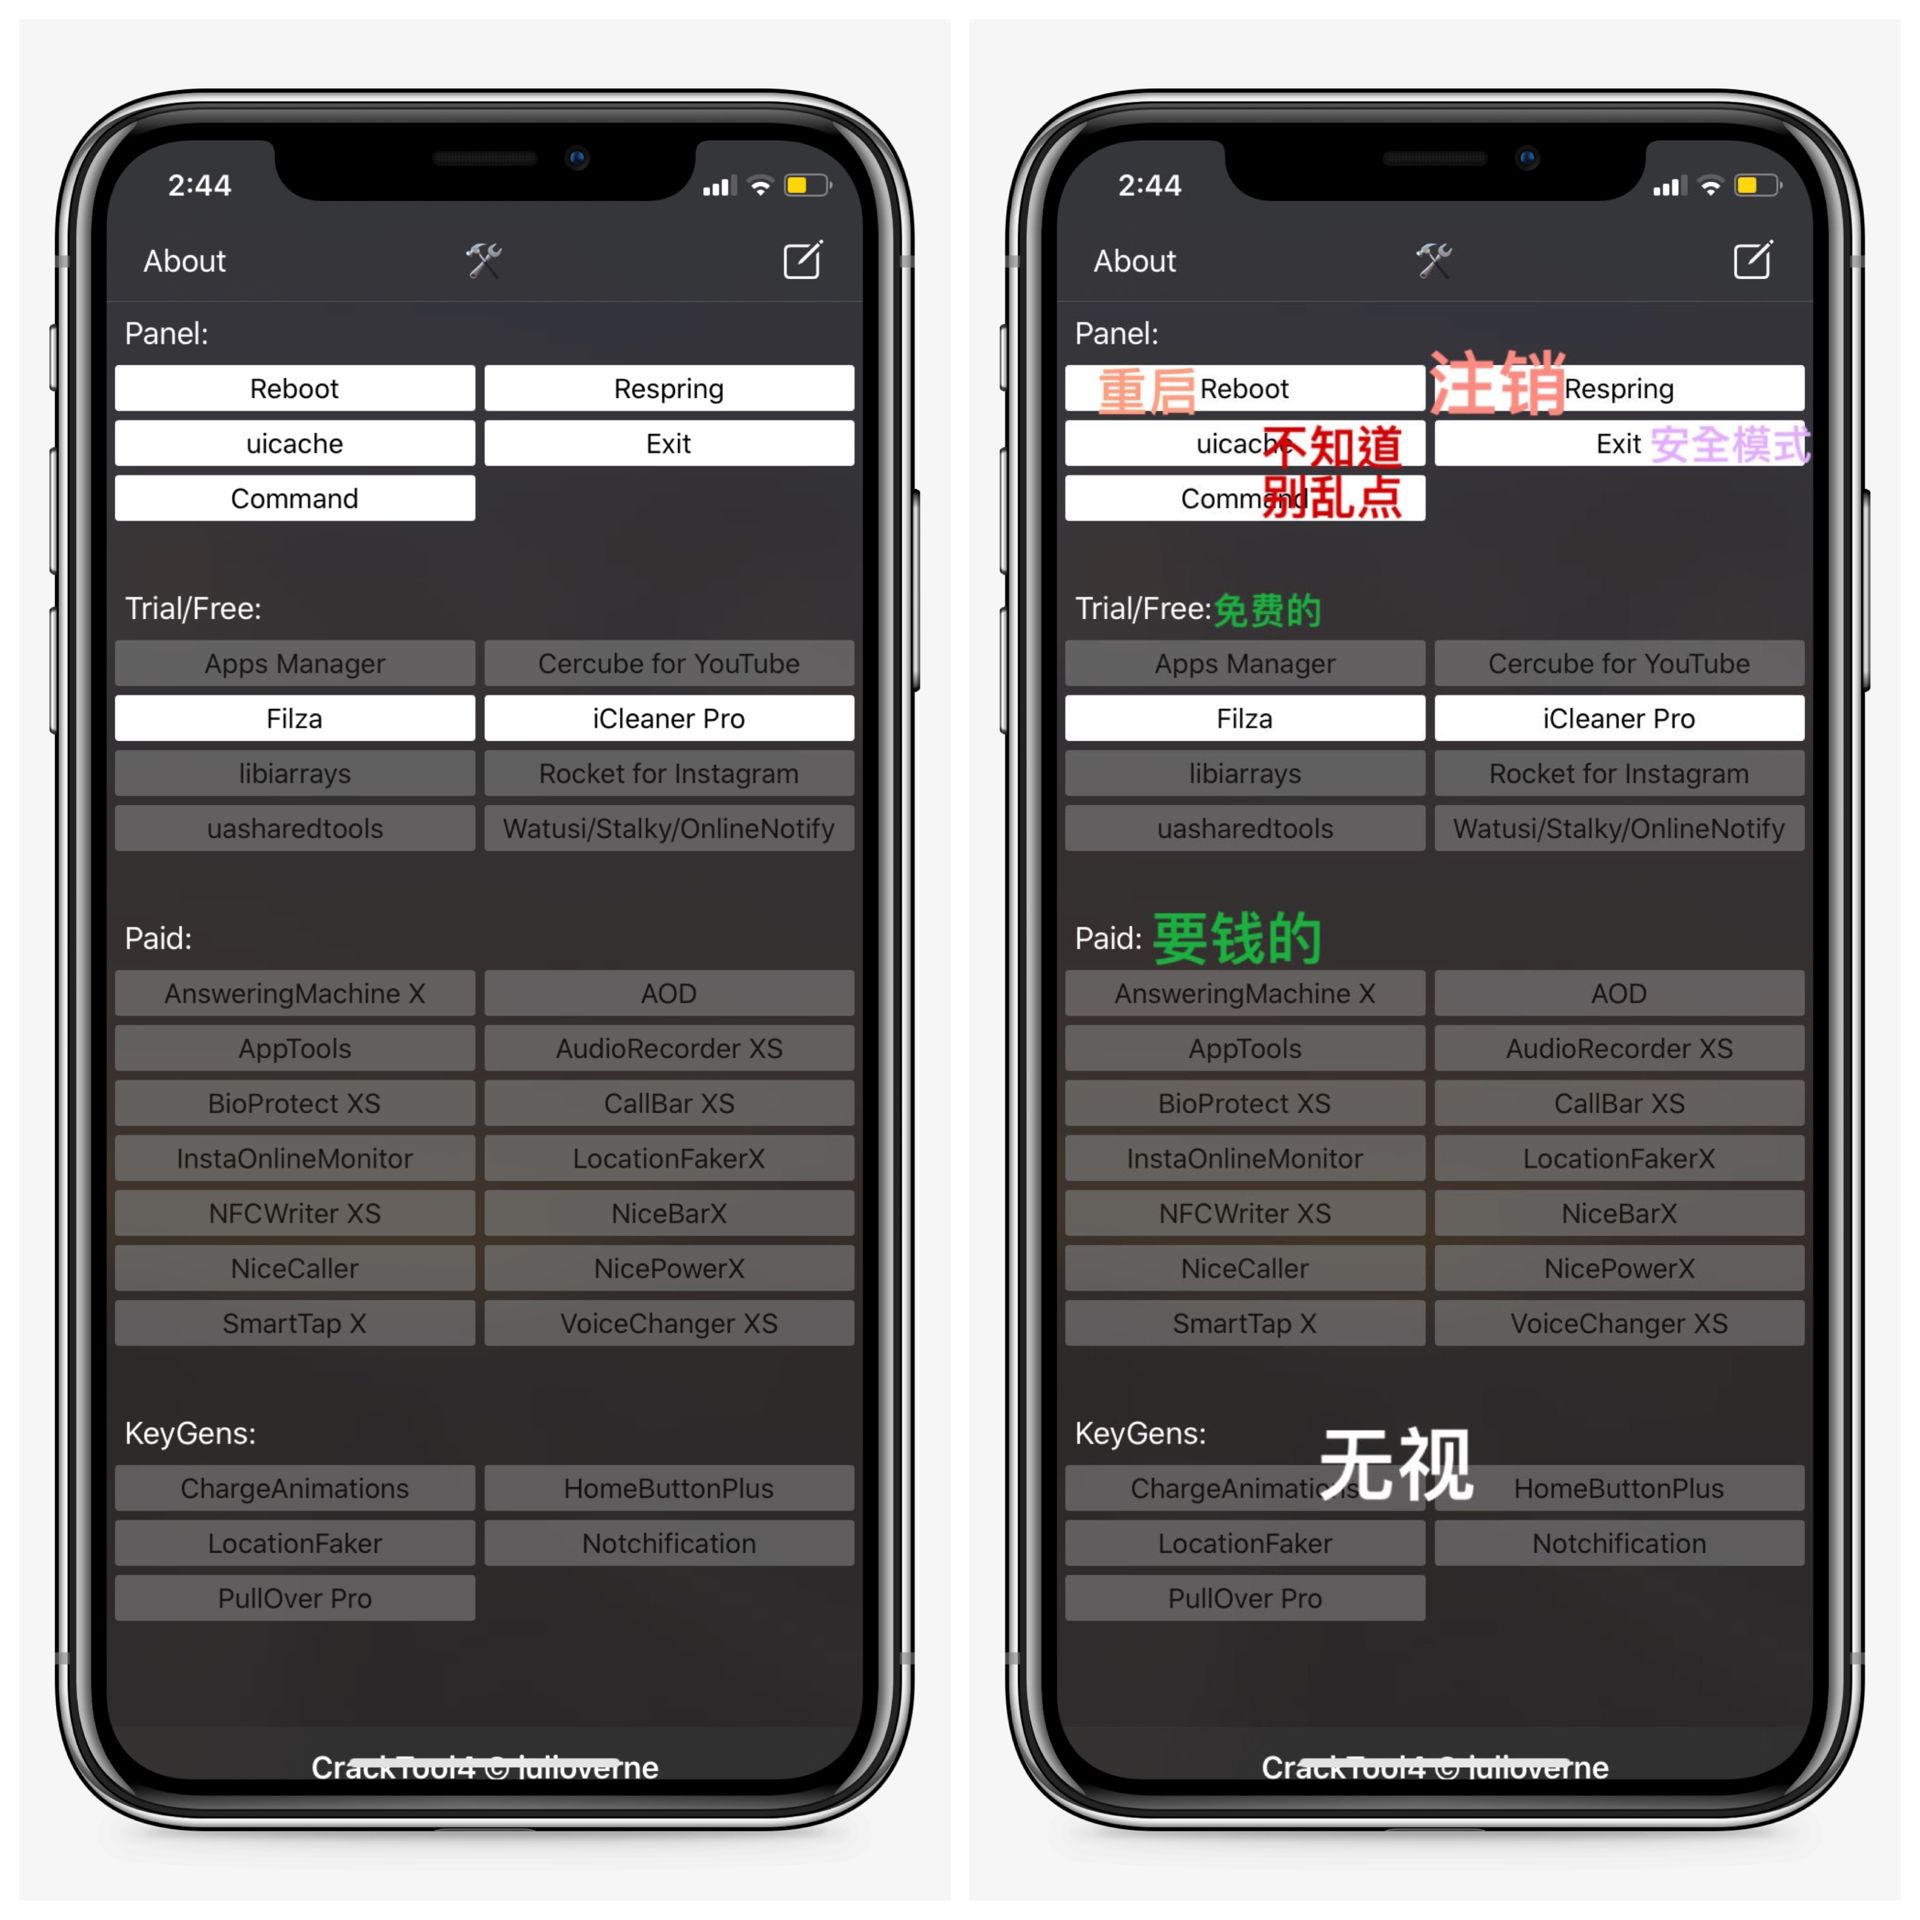 2:44
About
Panel:
Reboot Respring
uicache Exit
Command
Trial/Free:
Apps Manager Cercube for YouTube
Filza iCleaner Pro
libiarrays Rocket for Instagram
uasharedtools Watusi/Stalky/OnlineNotify
Paid:
AnsweringMachine X AOD
AppTools AudioRecorder XS
BioProtect XS CallBar XS
InstaOnlineMonitor LocationFakerX
NFCWriter XS NiceBarX
NiceCaller NicePowerX
SmartTap X VoiceChanger XS
KeyGens:
ChargeAnimations HomeButtonPlus
LocationFaker Notchification
PullOver Pro
CrackTool4 © julioverne
2:44
About
Panel:
重启 Reboot 注销 Respring
uicache 不知道 Exit 安全模式
Command 别乱点
Trial/Free: 免费的
Apps Manager Cercube for YouTube
Filza iCleaner Pro
libiarrays Rocket for Instagram
uasharedtools Watusi/Stalky/OnlineNotify
Paid: 要钱的
AnsweringMachine X AOD
AppTools AudioRecorder XS
BioProtect XS CallBar XS
InstaOnlineMonitor LocationFakerX
NFCWriter XS NiceBarX
NiceCaller NicePowerX
SmartTap X VoiceChanger XS
KeyGens: 无视
ChargeAnimations HomeButtonPlus
LocationFaker Notchification
PullOver Pro
CrackTool4 © julioverne